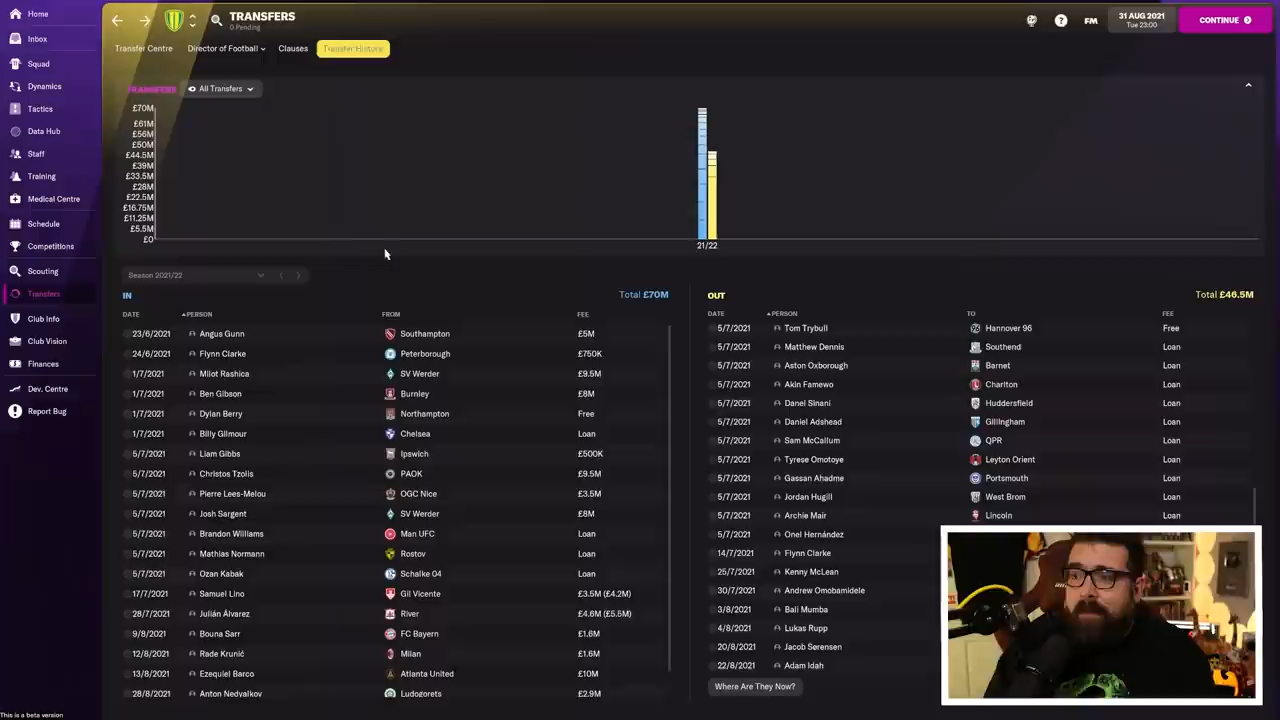 Home
Inbox
Squad
Dynamics
Tactics
Data Hub
Staff
Training
Medical Centre
Schedule
Competitions
Scouting
Transfers
Club Info
Club Vision
Finances
Dev. Centre
Report Bug
This is a beta version
TRANSFERS
0 Pending
FM
31 AUG 2021
Tue 23:00
CONTINUE
Transfer Centre Director of Football Clauses Transfer History
TRANSFERS All Transfers
£70M
£61M
£56M
£50M
£44.5M
£39M
£33.5M
£28M
£22.5M
£16.75M
£11.25M
£5.5M
£0
21/22
Season 2021/22
IN Total £70M
DATE PERSON FROM FEE
23/6/2021 Angus Gunn Southampton £5M
24/6/2021 Flynn Clarke Peterborough £750K
1/7/2021 Milot Rashica SV Werder £9.5M
1/7/2021 Ben Gibson Burnley £8M
1/7/2021 Dylan Berry Northampton Free
1/7/2021 Billy Gilmour Chelsea Loan
5/7/2021 Liam Gibbs Ipswich £500K
5/7/2021 Christos Tzolis PAOK £9.5M
5/7/2021 Pierre Lees-Melou OGC Nice £3.5M
5/7/2021 Josh Sargent SV Werder £8M
5/7/2021 Brandon Williams Man UFC Loan
5/7/2021 Mathias Normann Rostov Loan
5/7/2021 Ozan Kabak Schalke 04 Loan
17/7/2021 Samuel Lino Gil Vicente £3.5M (£4.2M)
28/7/2021 Julián Álvarez River £4.6M (£5.5M)
9/8/2021 Bouna Sarr FC Bayern £1.6M
12/8/2021 Rade Krunić Milan £1.6M
13/8/2021 Ezequiel Barco Atlanta United £10M
28/8/2021 Anton Nedyalkov Ludogorets £2.9M
OUT Total £46.5M
DATE PERSON TO FEE
5/7/2021 Tom Trybull Hannover 96 Free
5/7/2021 Matthew Dennis Southend Loan
5/7/2021 Aston Oxborough Barnet Loan
5/7/2021 Akin Famewo Charlton Loan
5/7/2021 Danel Sinani Huddersfield Loan
5/7/2021 Daniel Adshead Gillingham Loan
5/7/2021 Sam McCallum QPR Loan
5/7/2021 Tyrese Omotoye Leyton Orient Loan
5/7/2021 Gassan Ahadme Portsmouth Loan
5/7/2021 Jordan Hugill West Brom Loan
5/7/2021 Archie Mair Lincoln Loan
5/7/2021 Onel Hernández
14/7/2021 Flynn Clarke
25/7/2021 Kenny McLean
30/7/2021 Andrew Omobamidele
3/8/2021 Bali Mumba
4/8/2021 Lukas Rupp
20/8/2021 Jacob Sørensen
22/8/2021 Adam Idah
Where Are They Now?